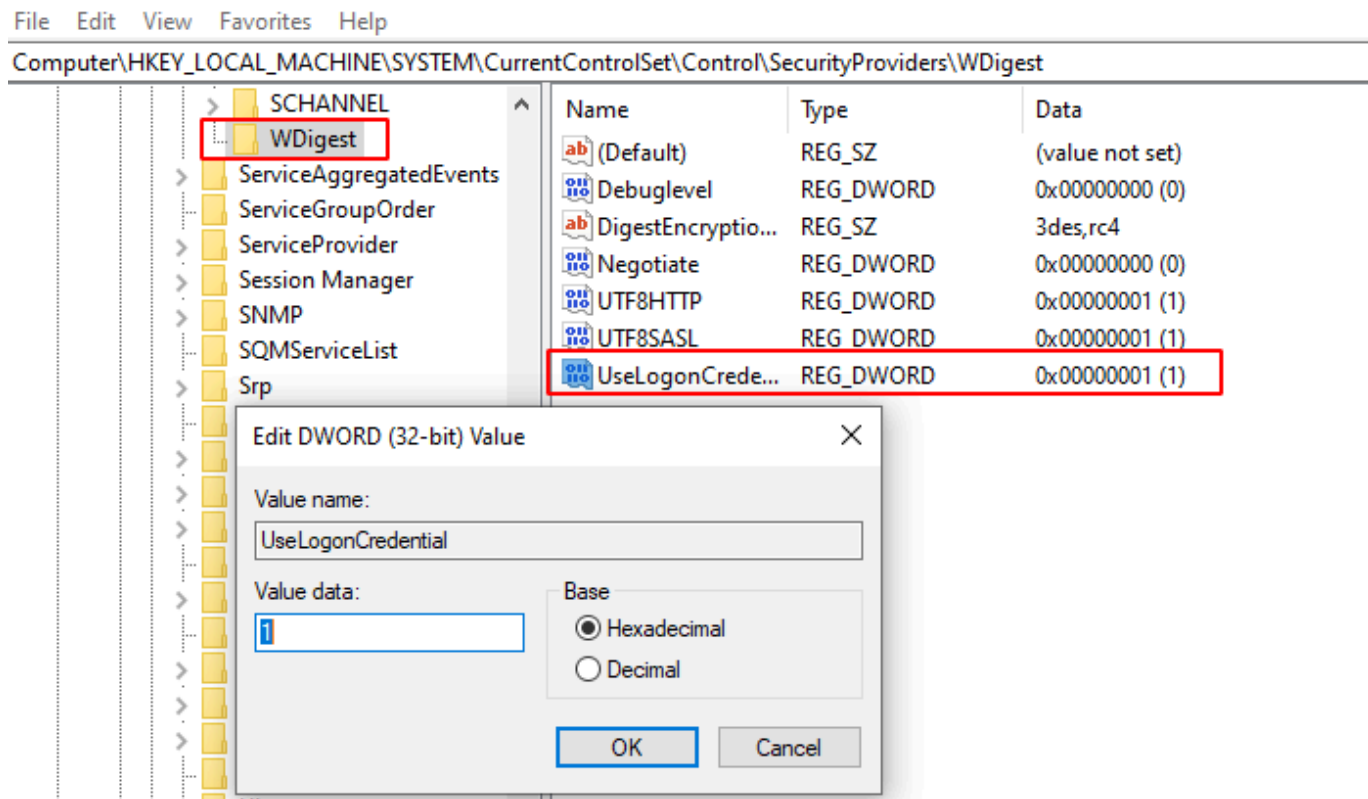 File Edit View Favorites Help
Computer\HKEY_LOCAL_MACHINE\SYSTEM\CurrentControlSet\Control\SecurityProviders\WDigest
SCHANNEL
WDigest
ServiceAggregatedEvents
ServiceGroupOrder
ServiceProvider
Session Manager
SNMP
SQMServiceList
Srp
Name Type Data
(Default) REG_SZ (value not set)
Debuglevel REG_DWORD 0x00000000 (0)
DigestEncryptio... REG_SZ 3des,rc4
Negotiate REG_DWORD 0x00000000 (0)
UTF8HTTP REG_DWORD 0x00000001 (1)
UTF8SASL REG_DWORD 0x00000001 (1)
UseLogonCrede... REG_DWORD 0x00000001 (1)
Edit DWORD (32-bit) Value
Value name:
UseLogonCredential
Value data:
1
Base
Hexadecimal
Decimal
OK Cancel